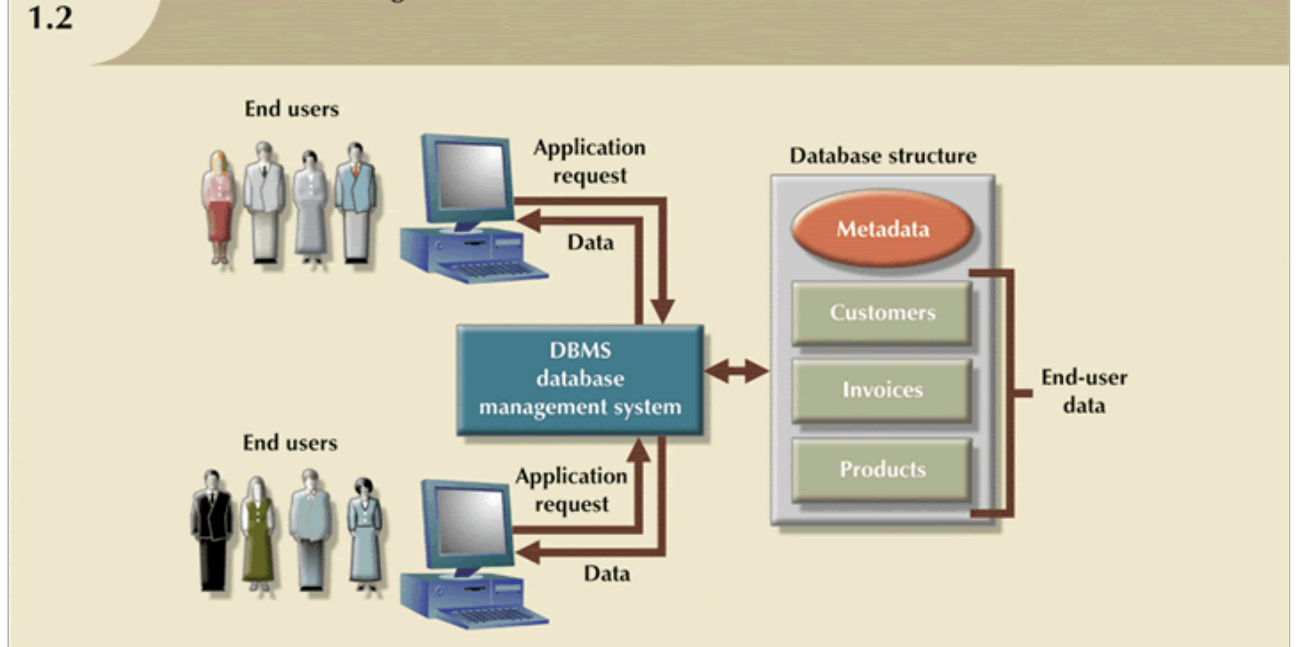 1.2
End users
Application
request
Data
Database structure
Metadata
Customers
Invoices
Products
End-user
data
DBMS
database
management system
End users
Application
request
Data